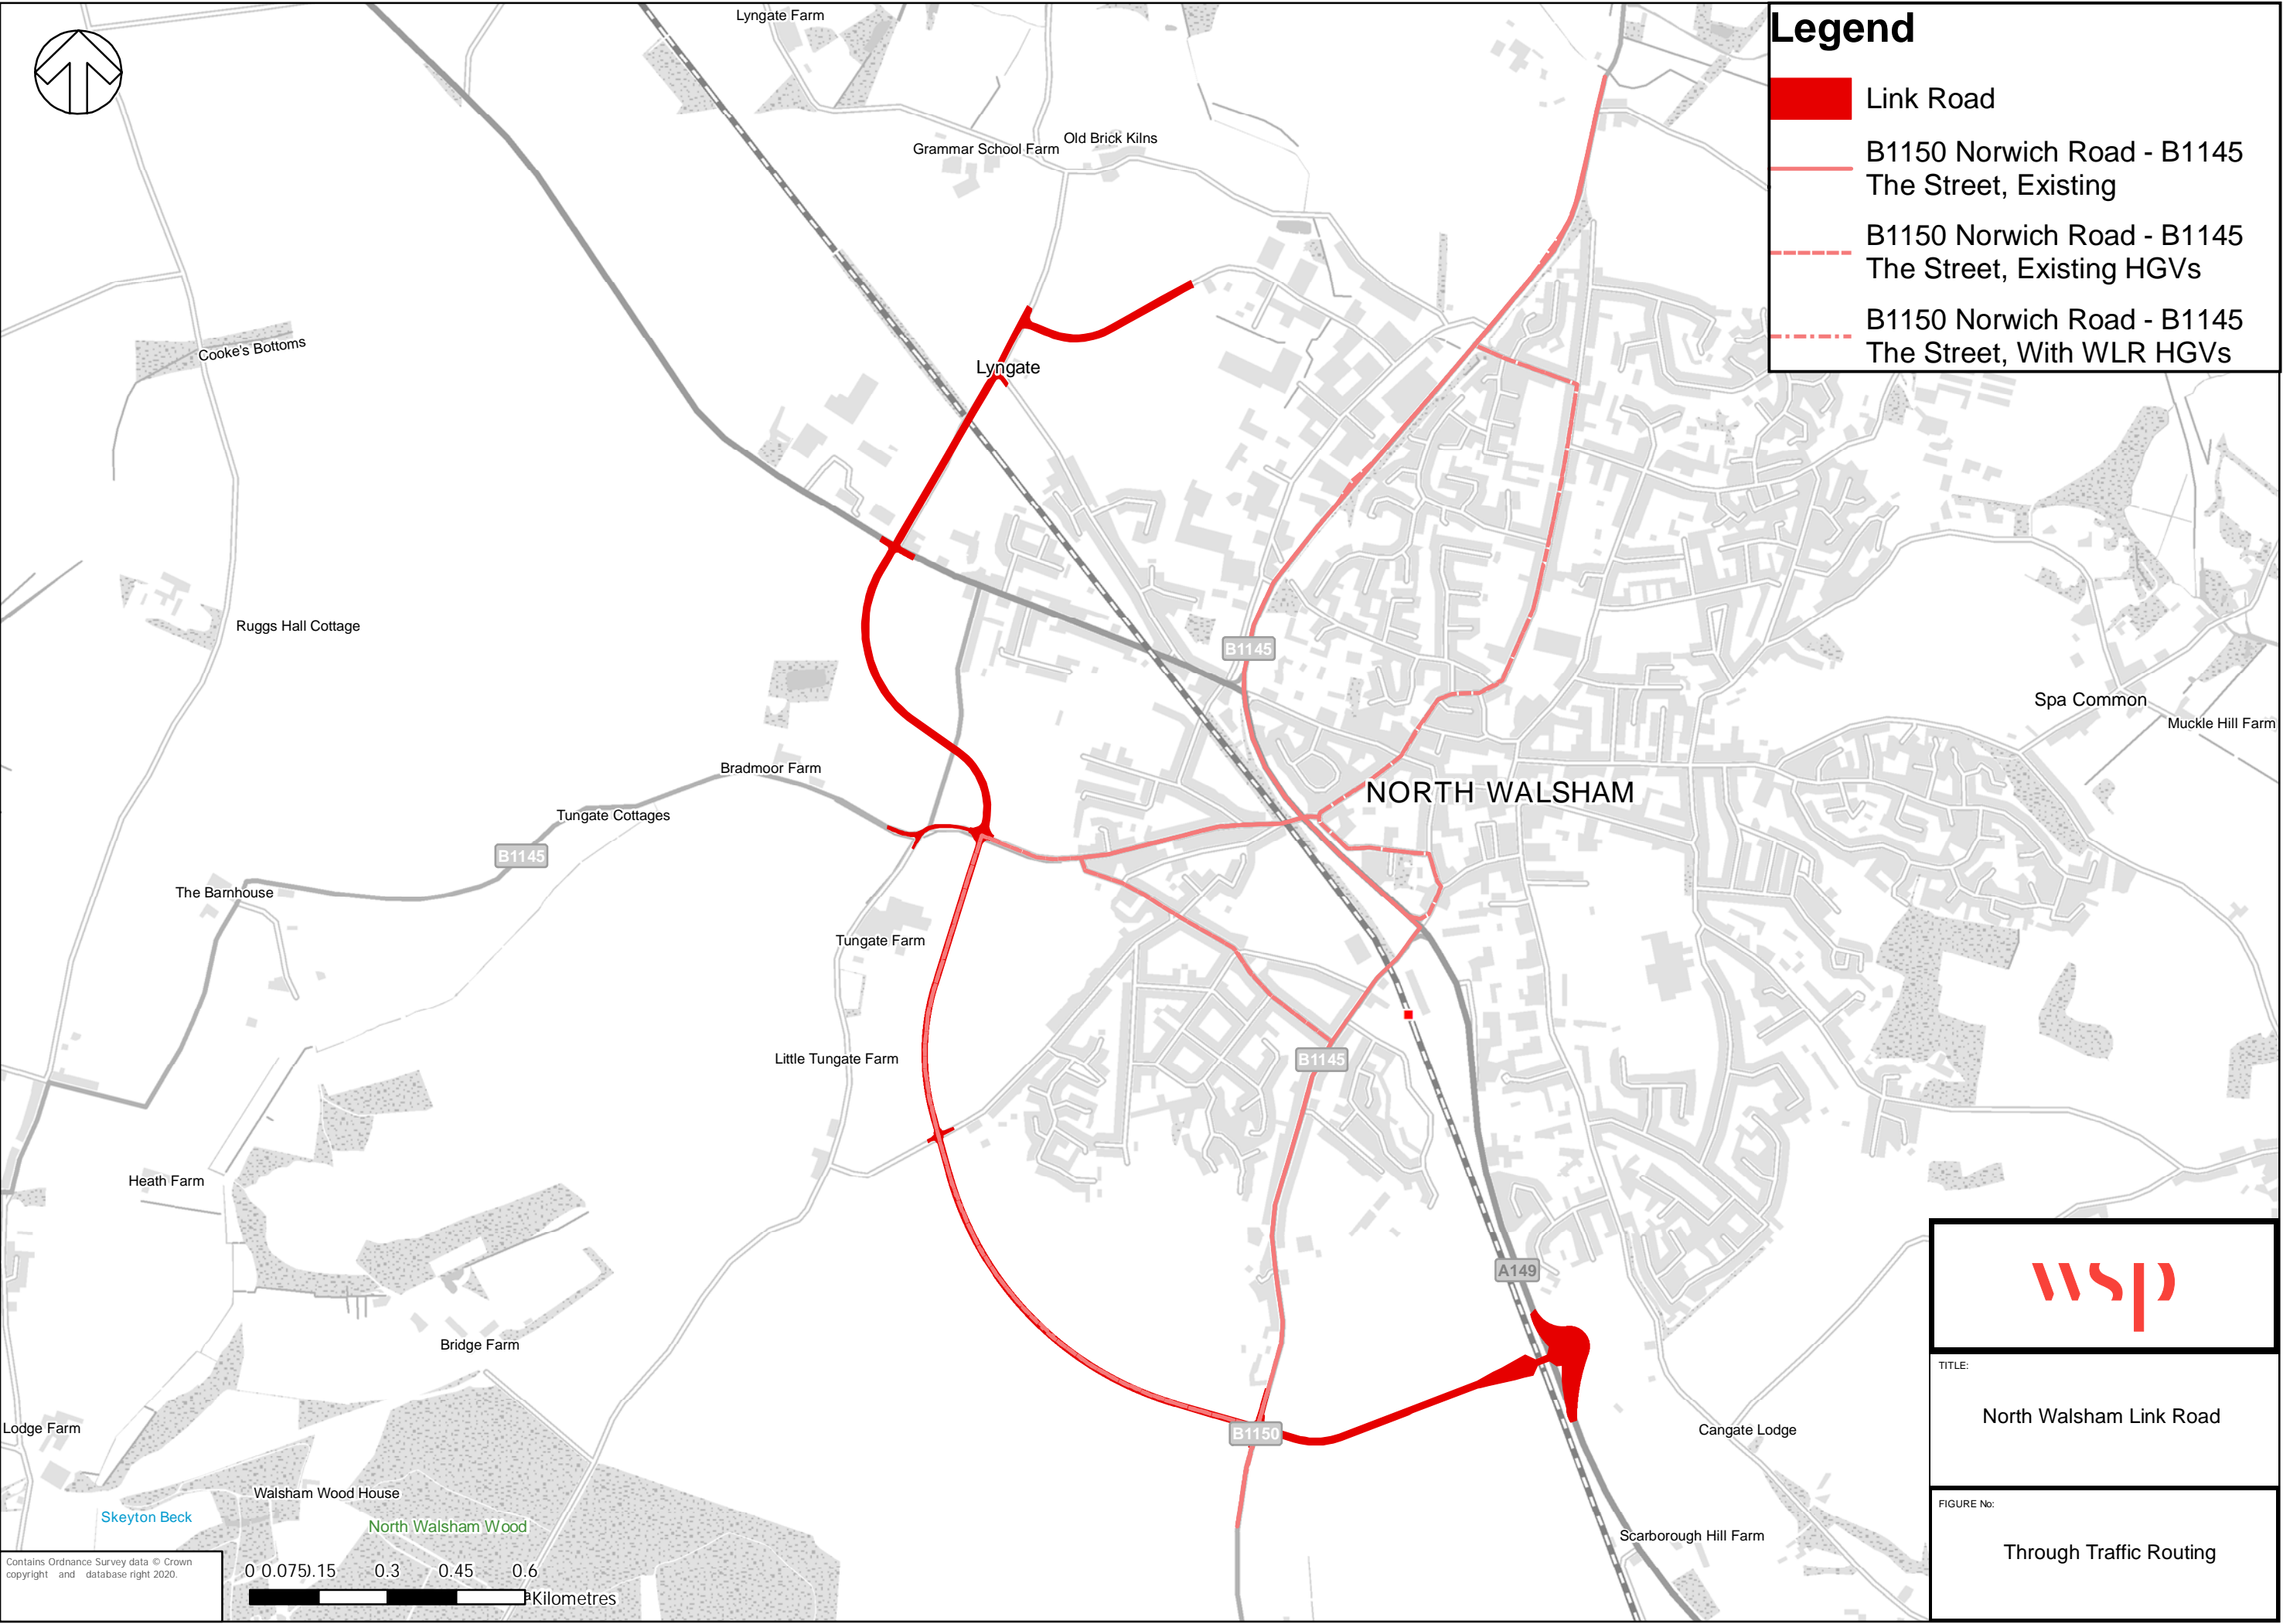 Lyngate Farm
Legend
Link Road
B1150 Norwich Road - B1145
The Street, Existing
B1150 Norwich Road - B1145
The Street, Existing HGVs
B1150 Norwich Road - B1145
The Street, With WLR HGVs
Old Brick Kilns
Grammar School Farm
Cooke's Bottoms
Lyngate
Ruggs Hall Cottage
B1145
Spa Common
Muckle Hill Farm
Bradmoor Farm
NORTH WALSHAM
Tungate Cottages
B1145
The Barnhouse
Tungate Farm
Little Tungate Farm
B1145
Heath Farm
A149
Bridge Farm
wsp
TITLE:
North Walsham Link Road
Lodge Farm
B1150
Cangate Lodge
Walsham Wood House
Skeyton Beck
North Walsham Wood
FIGURE No:
Through Traffic Routing
Scarborough Hill Farm
Contains Ordnance Survey data © Crown
copyright and database right 2020.
0 0.075 0.15 0.3 0.45 0.6
Kilometres